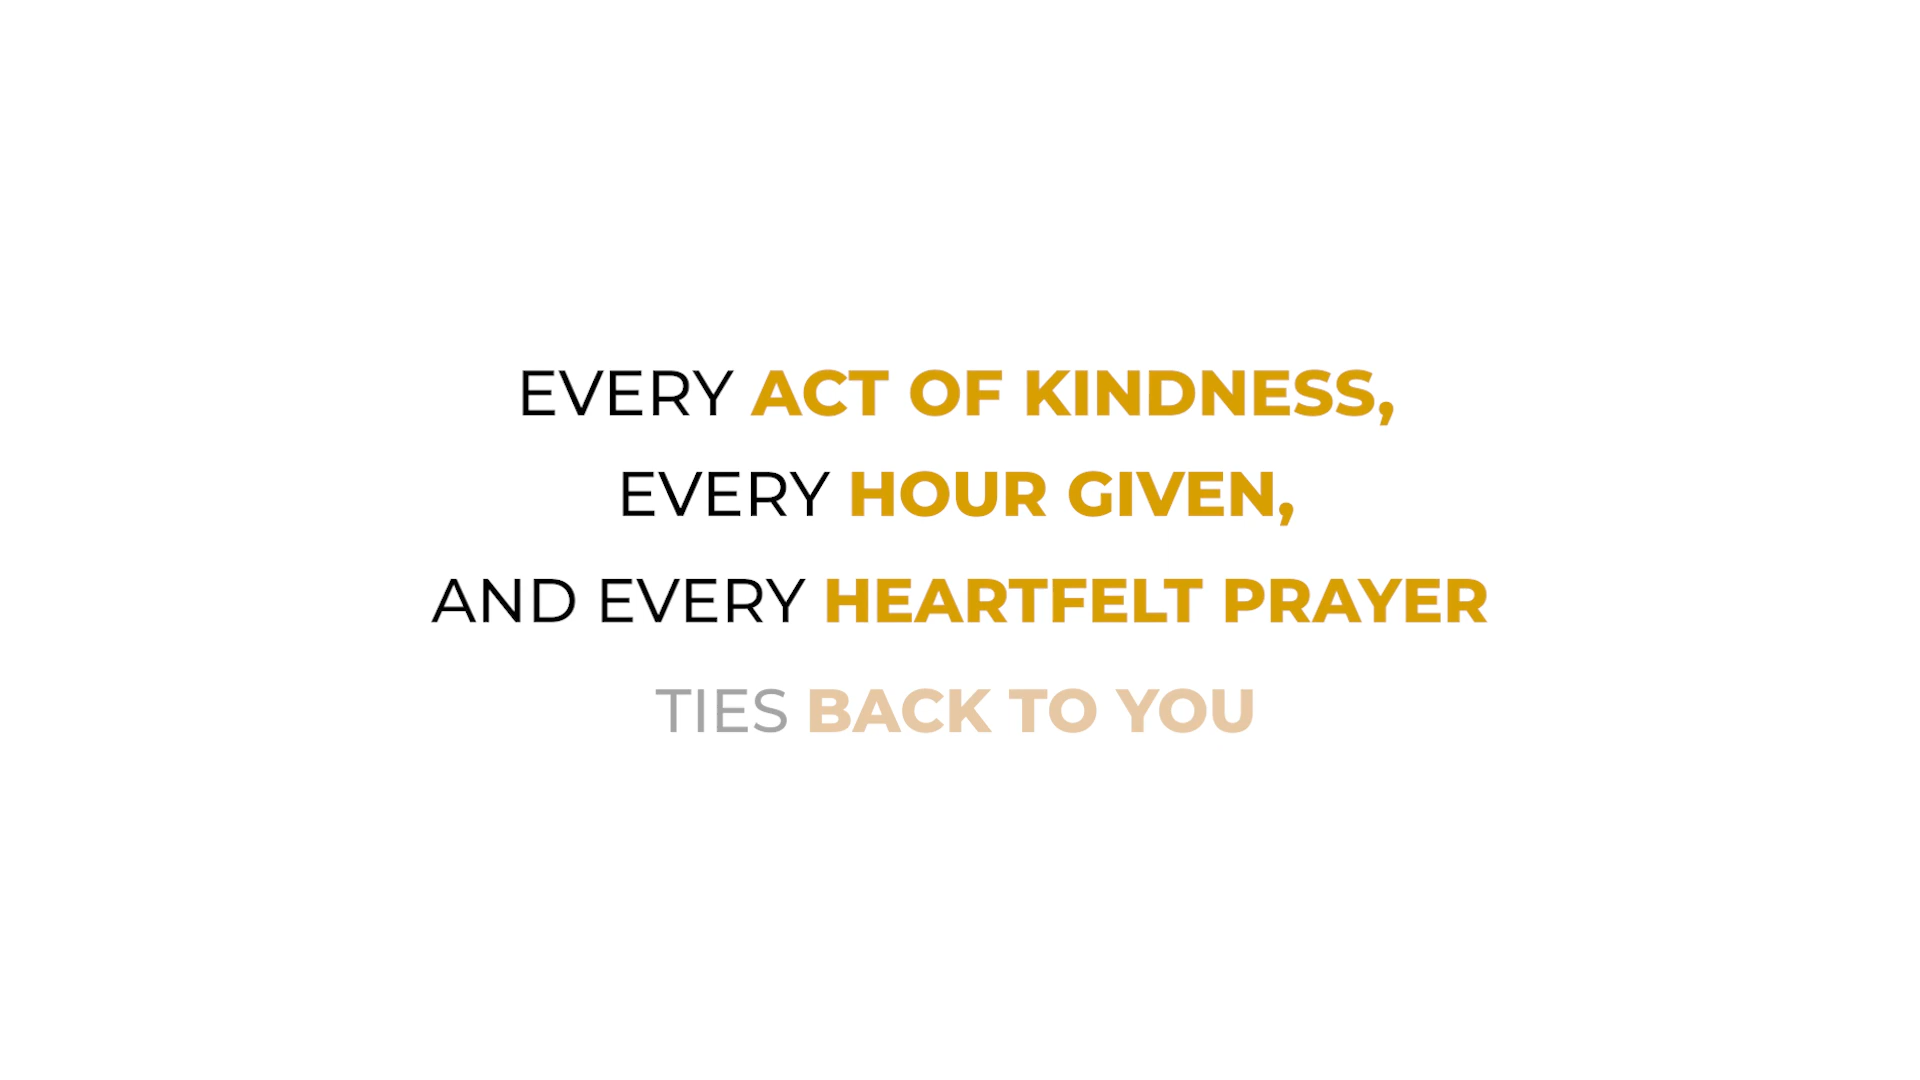 EVERY ACT OF KINDNESS,
EVERY HOUR GIVEN,
AND EVERY HEARTFELT PRAYER
TIES BACK TO YOU